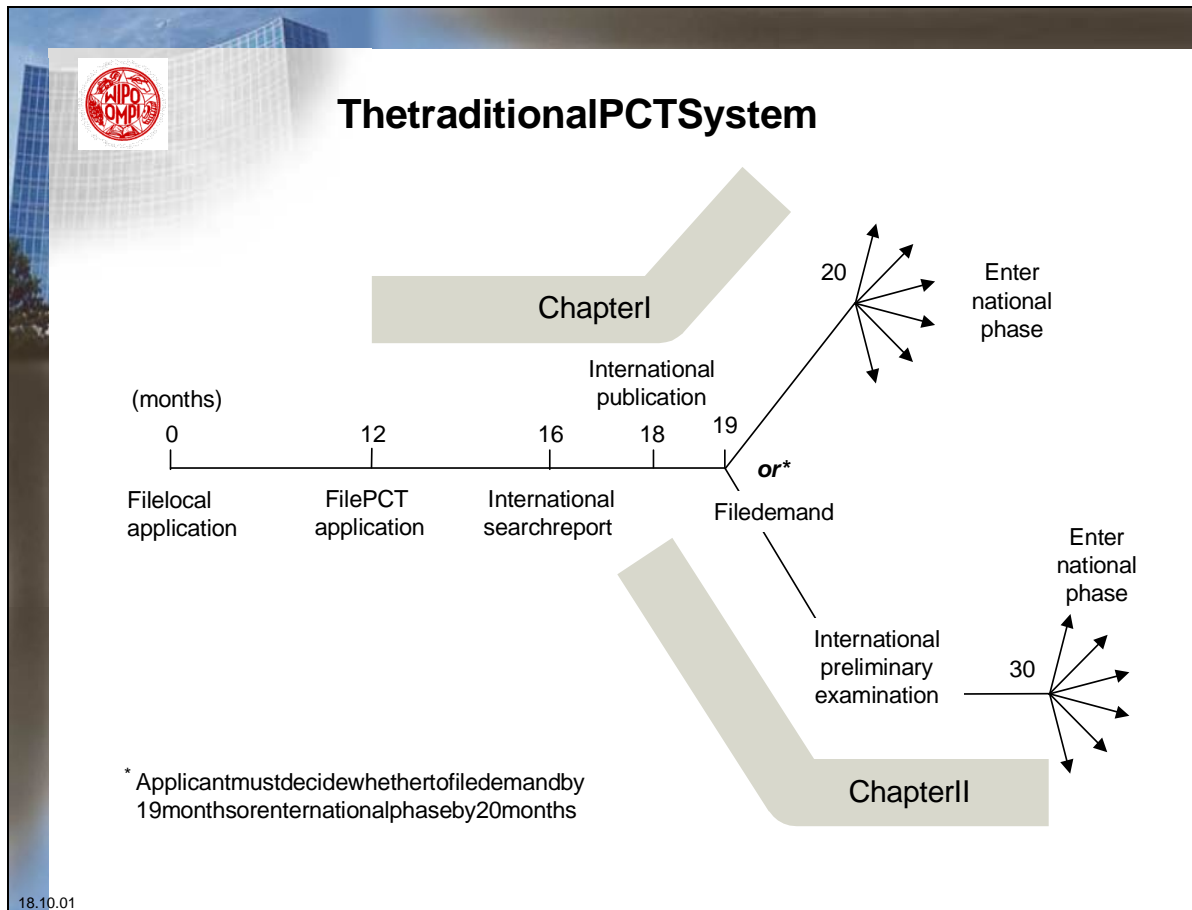 WIPO
OMPI
ThetraditionalPCTSystem
ChapterI
20
Enter
national
phase
International
publication
(months)
0
12
16
18
19
or*
Filelocal
application
FilePCT
application
International
searchreport
Filedemand
Enter
national
phase
International
preliminary
examination
30
ChapterII
* Applicantmustdecidewhethertofiledemandby
19monthsorenternationalphaseby20months
18.10.01